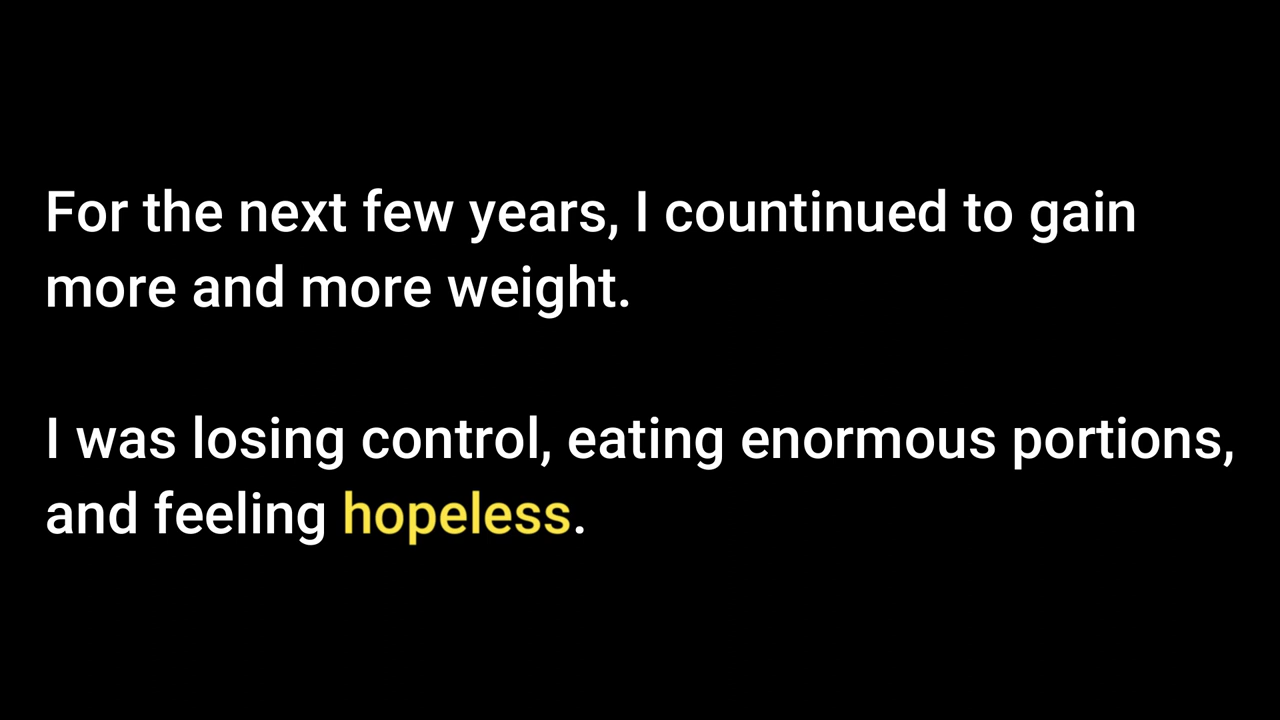 For the next few years, I countinued to gain
more and more weight.
I was losing control, eating enormous portions,
and feeling hopeless.